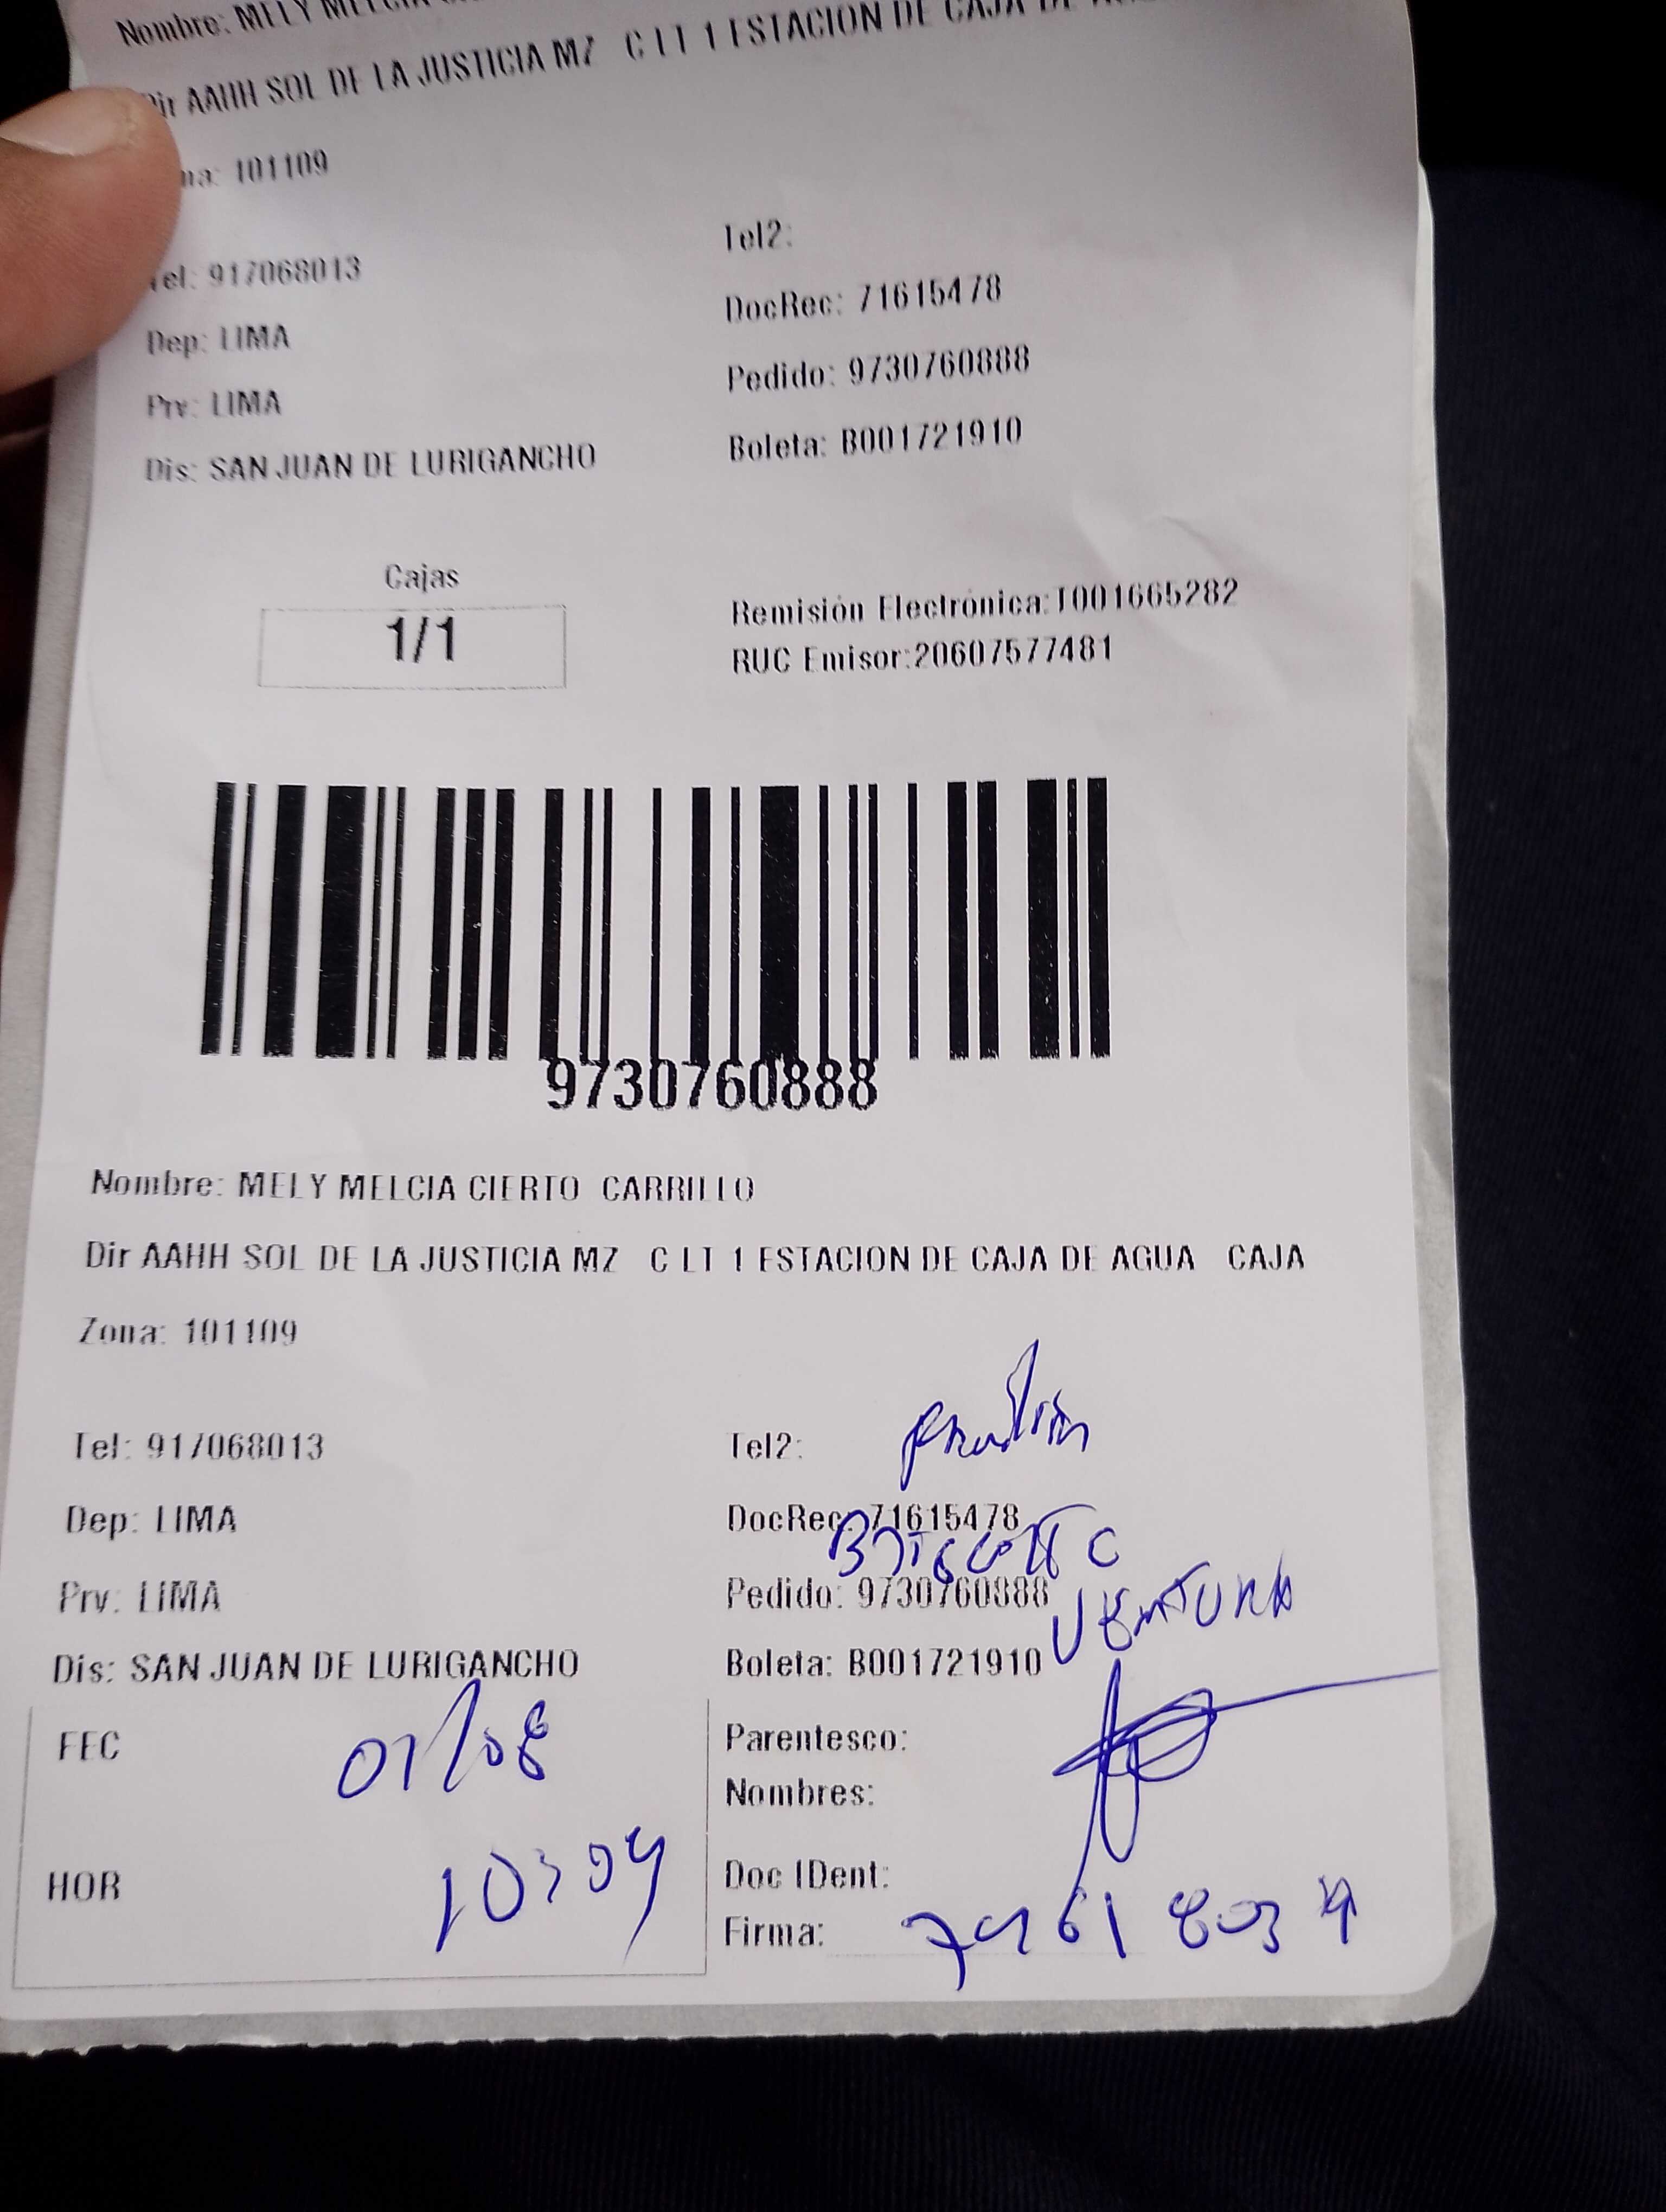 Nombre: MELY
Dir AAHH SOL DE LA JUSTICIA MZ C LT 1 ESTACION DE CAJA DE
na: 101109
Tel: 917068013
Tel2:
DocRec: 71615478
Dep: LIMA
Pedido: 9730760888
Prv: LIMA
Boleta: B001721910
Dis: SAN JUAN DE LURIGANCHO
Cajas
1/1
Remisión Electrónica:T001665282
RUC Emisor:20607577481
9730760888
Nombre: MELY MELCIA CIERTO CARRILLO
Dir AAHH SOL DE LA JUSTICIA MZ C LT 1 ESTACION DE CAJA DE AGUA CAJA
Zona: 101109
Tel: 917068013
Tel2:
Dep: LIMA
DocRec: 71615478
Prv: LIMA
Pedido: 9730760888
VENTURA
Dis: SAN JUAN DE LURIGANCHO
Boleta: B001721910
FEC 01/08
Parentesco:
Nombres:
HOR 10:04
Doc IDent:
Firma: